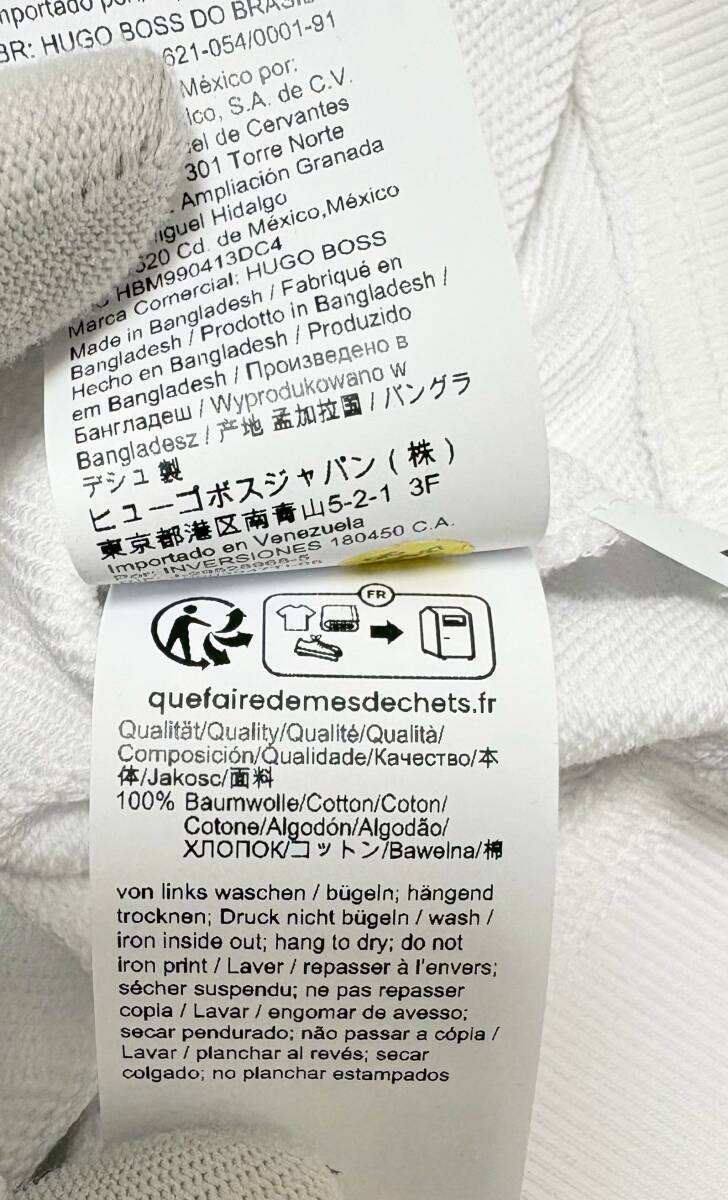 BR: HUGO BOSS DO BRASIL
621-054/0001-91
México por:
S.A. de C.V.
de Cervantes
301 Torre Norte
Ampliación Granada
Hidalgo
Cd. de México,México
HBM990413DC4
Marca Comercial: HUGO BOSS
Made in Bangladesh / Fabriqué en
Bangladesh / Prodotto in Bangladesh /
Hecho en Bangladesh / Produzido
em Bangladesh / Произведено в
Бангладеш / Wyprodukowano w
Bangladesz / 产地 孟加拉国 / バングラ
デシュ 製
ヒューゴボスジャパン(株)
東京都港区南青山5-2-1 3F
Importado en Venezuela
Por: INVERSIONES 180450 C.A.
FR
quefairedemesdechets.fr
Qualität/Quality/Qualité/Qualità/
Composición/Qualidade/Качество/本
体/Jakosc/面料
100% Baumwolle/Cotton/Coton/
Cotone/Algodón/Algodão/
ХЛОПОК/コットン/Bawelna/棉
von links waschen / bügeln; hängend
trocknen; Druck nicht bügeln / wash /
iron inside out; hang to dry; do not
iron print / Laver / repasser à l'envers;
sécher suspendu; ne pas repasser
copia / Lavar / engomar de avesso;
secar pendurado; não passar a cópia /
Lavar / planchar al revés; secar
colgado; no planchar estampados